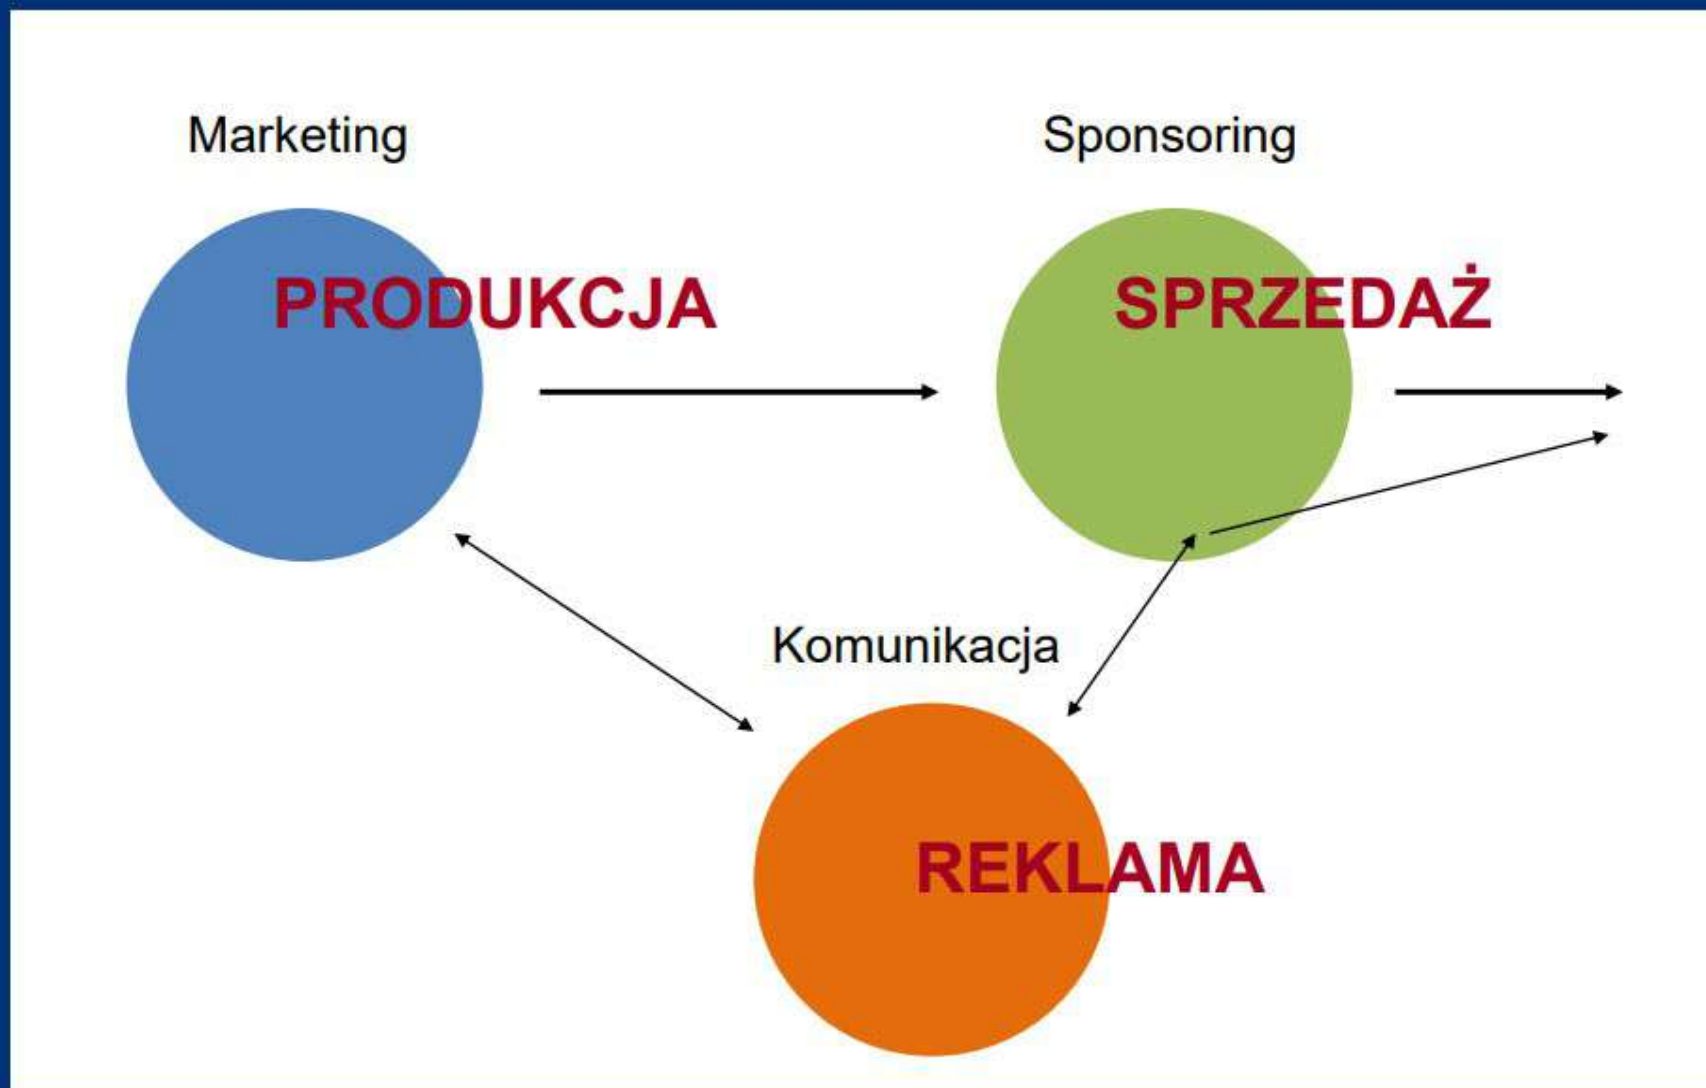 Marketing
Sponsoring
PRODUKCJA
SPRZEDAŻ
Komunikacja
REKLAMA